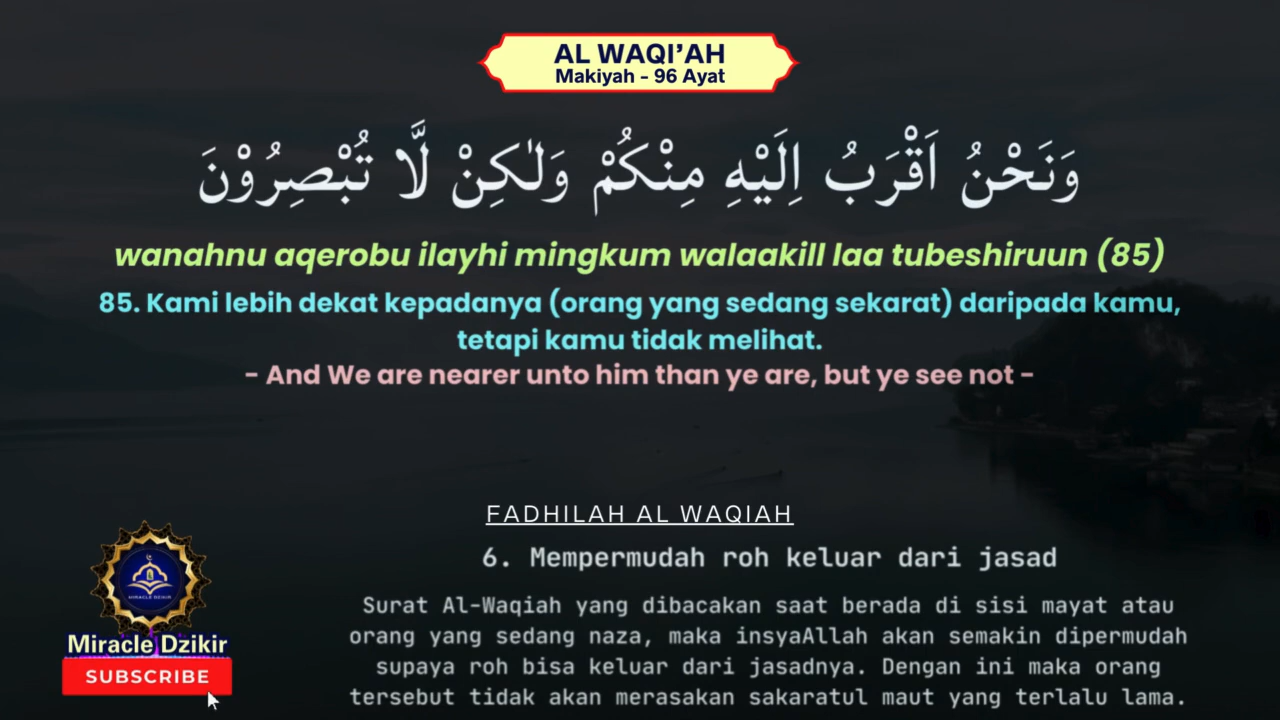 AL WAQI’AH
Makiyah - 96 Ayat
وَنَحْنُ اَقْرَبُ اِلَيْهِ مِنْكُمْ وَلٰكِنْ لَّا تُبْصِرُوْنَ
wanahnu aqerobu ilayhi mingkum walaakill laa tubeshiruun (85)
85. Kami lebih dekat kepadanya (orang yang sedang sekarat) daripada kamu,
tetapi kamu tidak melihat.
- And We are nearer unto him than ye are, but ye see not -
FADHILAH AL WAQIAH
6. Mempermudah roh keluar dari jasad
Surat Al-Waqiah yang dibacakan saat berada di sisi mayat atau
orang yang sedang naza, maka insyaAllah akan semakin dipermudah
supaya roh bisa keluar dari jasadnya. Dengan ini maka orang
tersebut tidak akan merasakan sakaratul maut yang terlalu lama.
MIRACLE DZIKIR
Miracle Dzikir
SUBSCRIBE